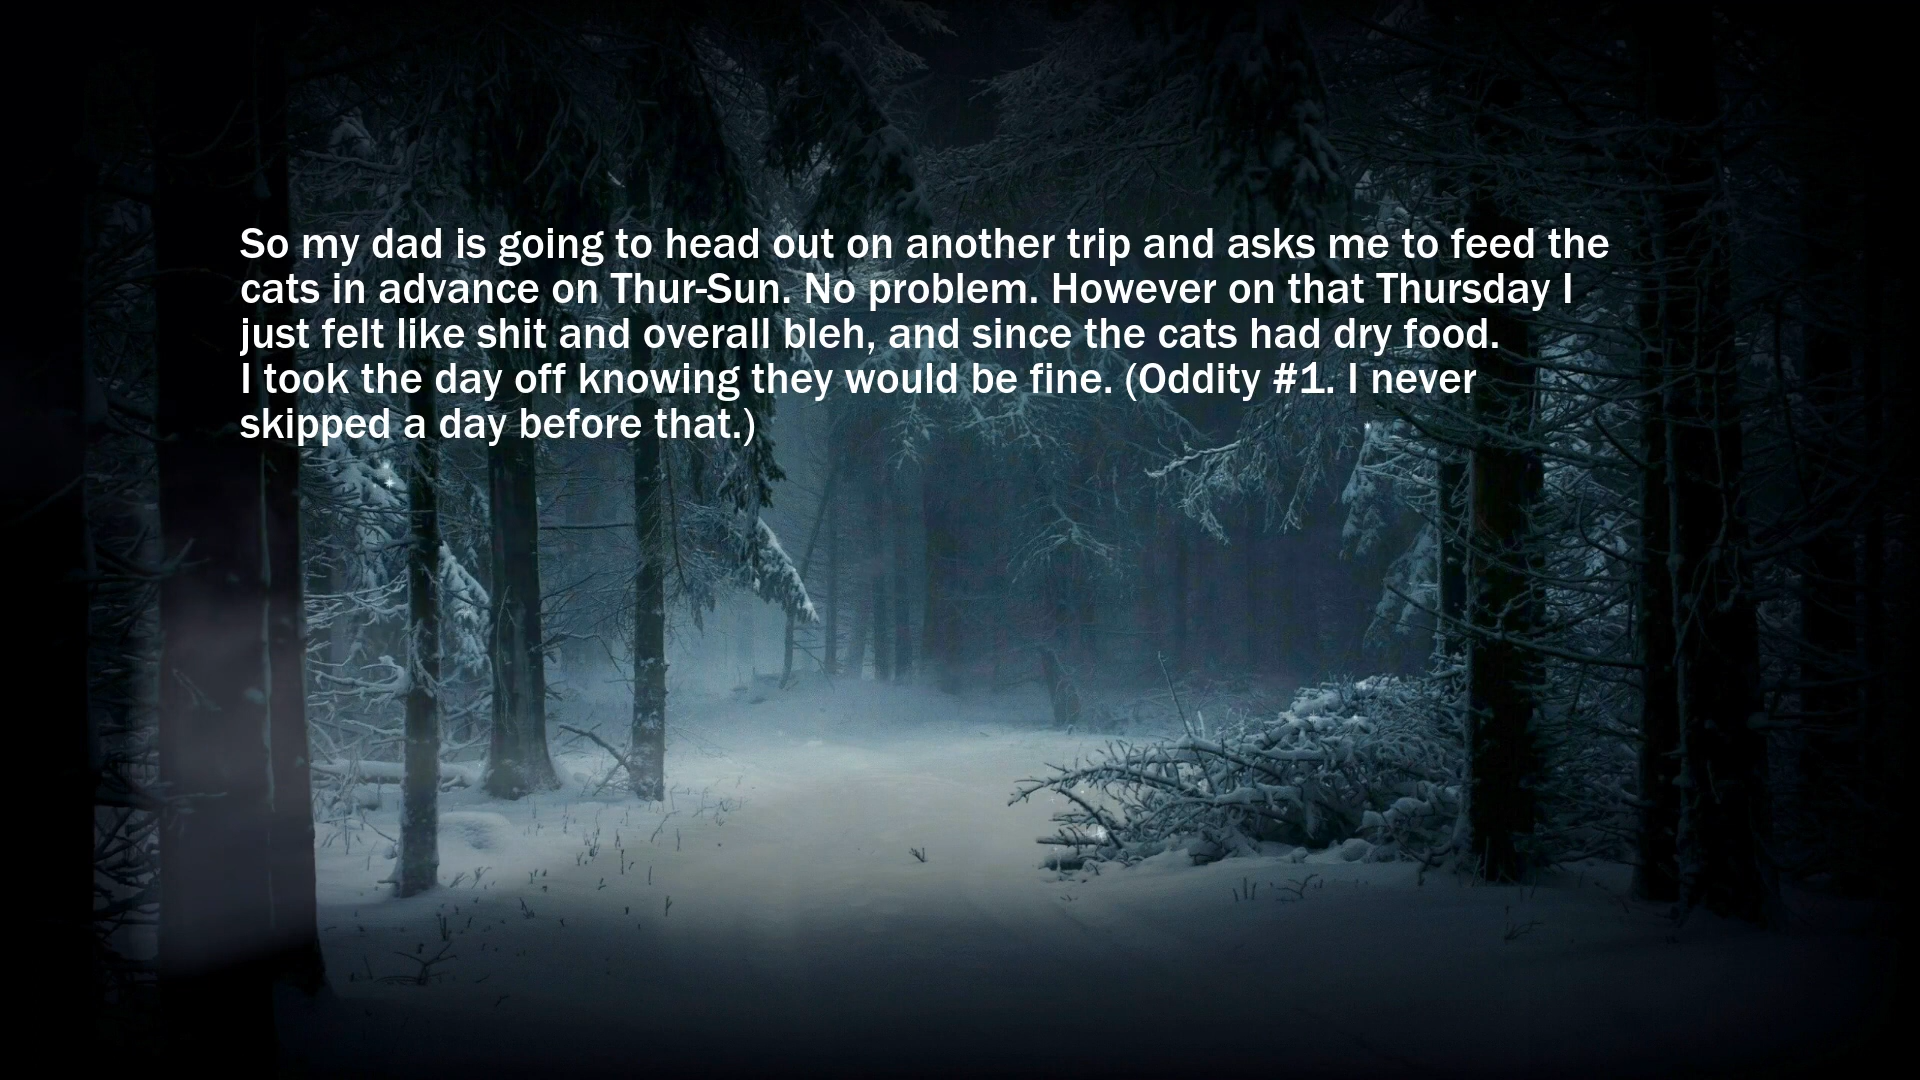 So my dad is going to head out on another trip and asks me to feed the
cats in advance on Thur-Sun. No problem. However on that Thursday I
just felt like shit and overall bleh, and since the cats had dry food.
I took the day off knowing they would be fine. (Oddity #1. I never
skipped a day before that.)